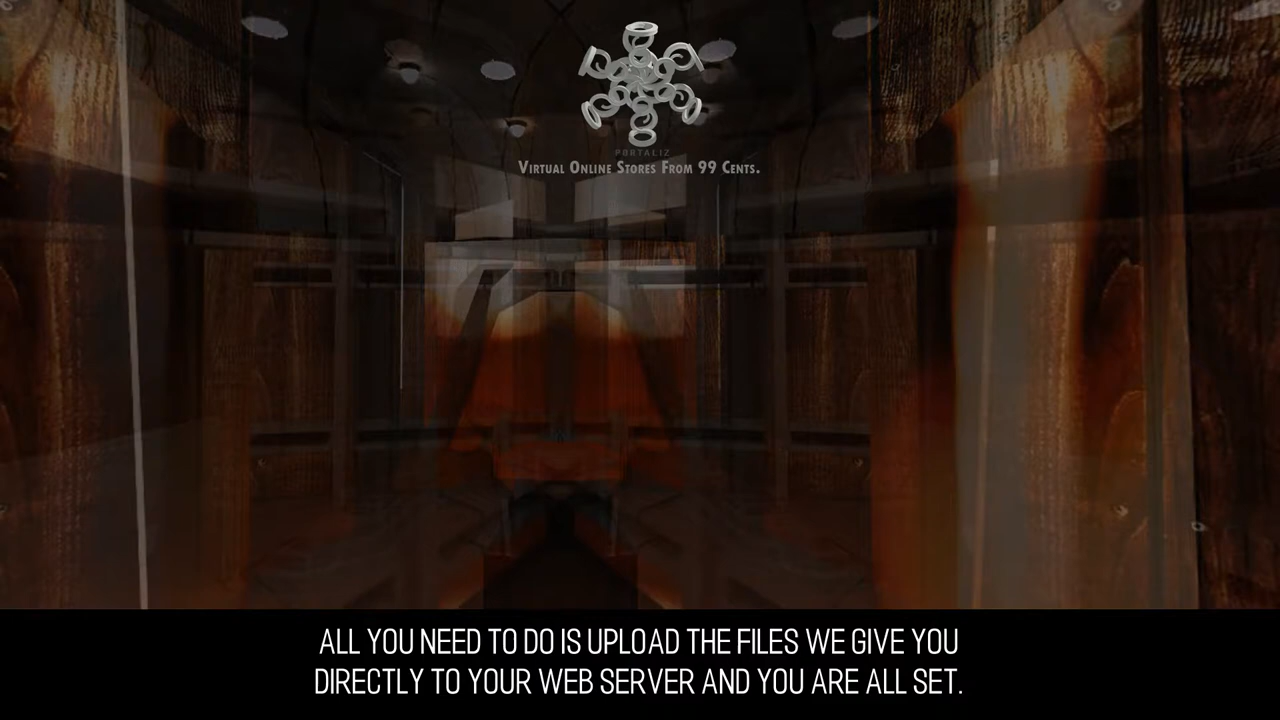 PORTALIZ
Virtual Online Stores From 99 Cents.
ALL YOU NEED TO DO IS UPLOAD THE FILES WE GIVE YOU
DIRECTLY TO YOUR WEB SERVER AND YOU ARE ALL SET.